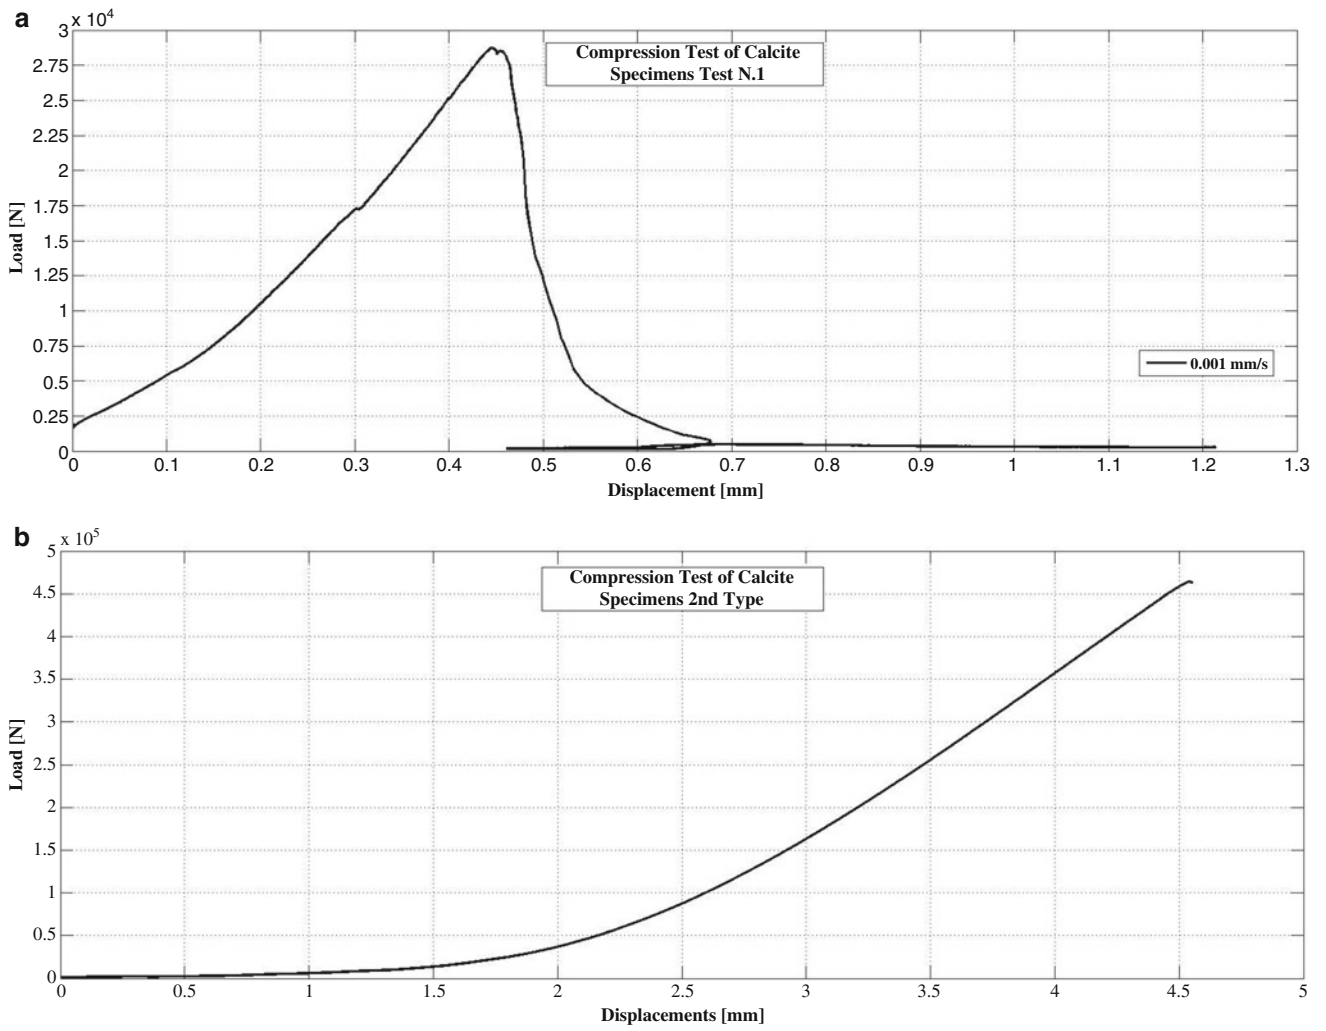 a
x 10⁴
3
2.75
2.5
2.25
2
1.75
1.5
1.25
1
0.75
0.5
0.25
0
Load [N]
Compression Test of Calcite
Specimens Test N.1
0.001 mm/s
0 0.1 0.2 0.3 0.4 0.5 0.6 0.7 0.8 0.9 1 1.1 1.2 1.3
Displacement [mm]
b
x 10⁵
5
4.5
4
3.5
3
2.5
2
1.5
1
0.5
0
Load [N]
Compression Test of Calcite
Specimens 2nd Type
0 0.5 1 1.5 2 2.5 3 3.5 4 4.5 5
Displacements [mm]